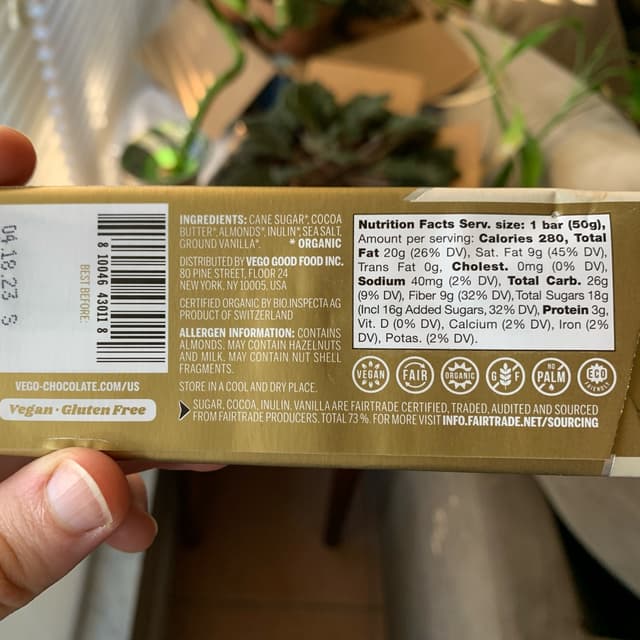 04.18.23 S
BEST BEFORE:
8 10046 43011 8
VEGO-CHOCOLATE.COM/US
Vegan · Gluten Free
INGREDIENTS: CANE SUGAR*, COCOA
BUTTER*, ALMONDS*, INULIN*, SEA SALT,
GROUND VANILLA*. * ORGANIC
DISTRIBUTED BY VEGO GOOD FOOD INC.
80 PINE STREET, FLOOR 24
NEW YORK, NY 10005, USA
CERTIFIED ORGANIC BY BIO.INSPECTA AG
PRODUCT OF SWITZERLAND
ALLERGEN INFORMATION: CONTAINS
ALMONDS. MAY CONTAIN HAZELNUTS
AND MILK. MAY CONTAIN NUT SHELL
FRAGMENTS.
STORE IN A COOL AND DRY PLACE.
SUGAR, COCOA, INULIN, VANILLA ARE FAIRTRADE CERTIFIED, TRADED, AUDITED AND SOURCED
FROM FAIRTRADE PRODUCERS. TOTAL 73 %. FOR MORE VISIT INFO.FAIRTRADE.NET/SOURCING
Nutrition Facts Serv. size: 1 bar (50g),
Amount per serving: Calories 280, Total
Fat 20g (26% DV), Sat. Fat 9g (45% DV),
Trans Fat 0g, Cholest. 0mg (0% DV),
Sodium 40mg (2% DV), Total Carb. 26g
(9% DV), Fiber 9g (32% DV), Total Sugars 18g
(Incl 16g Added Sugars, 32% DV), Protein 3g,
Vit. D (0% DV), Calcium (2% DV), Iron (2%
DV), Potas. (2% DV).
VEGAN
FAIR
ORGANIC
G F
NO
PALM
ECO
FRIENDLY